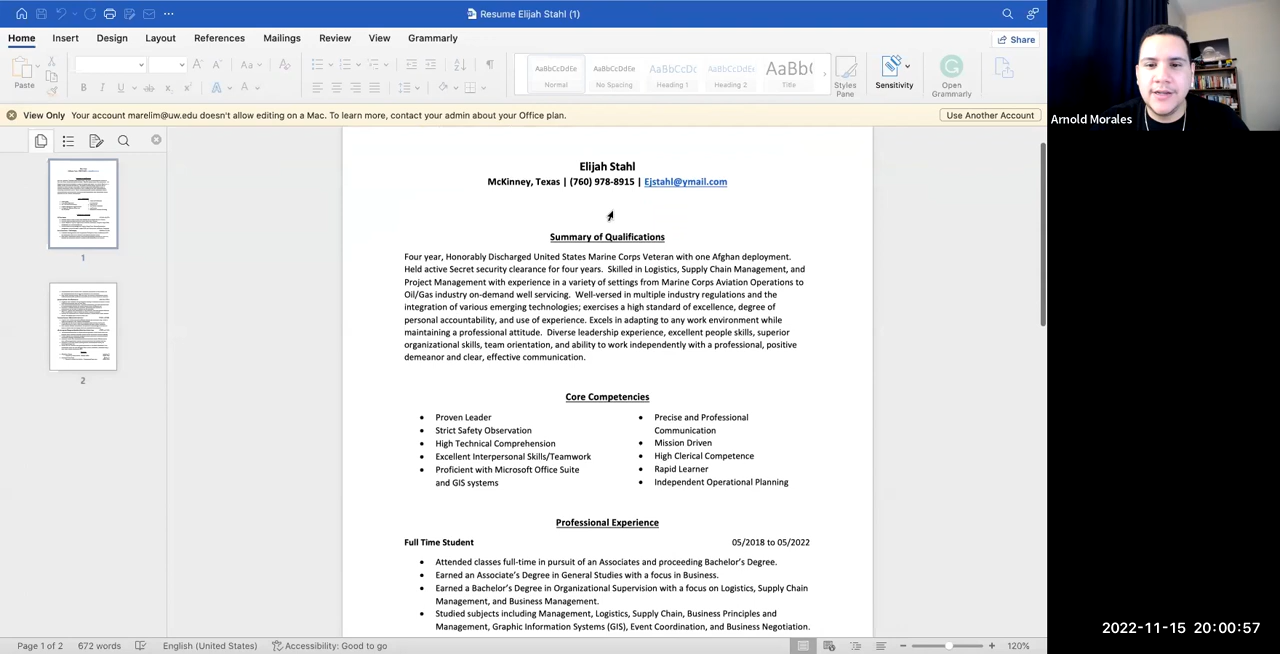 Resume Elijah Stahl (1)
Home Insert Design Layout References Mailings Review View Grammarly
Share
Paste
Aa
AaBbCcDdEe AaBbCcDdEe AaBbCcDc AaBbCcDdEe AaBb(
Normal No Spacing Heading 1 Heading 2 Title
Styles Pane
Sensitivity
Open Grammarly
View Only Your account marelim@uw.edu doesn't allow editing on a Mac. To learn more, contact your admin about your Office plan.
Use Another Account
Arnold Morales
1
2
Elijah Stahl
McKinney, Texas | (760) 978-8915 | Ejstahl@ymail.com
Summary of Qualifications
Four year, Honorably Discharged United States Marine Corps Veteran with one Afghan deployment.
Held active Secret security clearance for four years. Skilled in Logistics, Supply Chain Management, and
Project Management with experience in a variety of settings from Marine Corps Aviation Operations to
Oil/Gas industry on-demand well servicing. Well-versed in multiple industry regulations and the
integration of various emerging technologies; exercises a high standard of excellence, degree of
personal accountability, and use of experience. Excels in adapting to any work environment while
maintaining a professional attitude. Diverse leadership experience, excellent people skills, superior
organizational skills, team orientation, and ability to work independently with a professional, positive
demeanor and clear, effective communication.
Core Competencies
• Proven Leader
• Strict Safety Observation
• High Technical Comprehension
• Excellent Interpersonal Skills/Teamwork
• Proficient with Microsoft Office Suite
and GIS systems
• Precise and Professional
Communication
• Mission Driven
• High Clerical Competence
• Rapid Learner
• Independent Operational Planning
Professional Experience
Full Time Student 05/2018 to 05/2022
• Attended classes full-time in pursuit of an Associates and proceeding Bachelor's Degree.
• Earned an Associate's Degree in General Studies with a focus in Business.
• Earned a Bachelor's Degree in Organizational Supervision with a focus on Logistics, Supply Chain
Management, and Business Management.
• Studied subjects including Management, Logistics, Supply Chain, Business Principles and
Management, Graphic Information Systems (GIS), Event Coordination, and Business Negotiation.
Page 1 of 2 672 words English (United States) Accessibility: Good to go 120%
2022-11-15 20:00:57